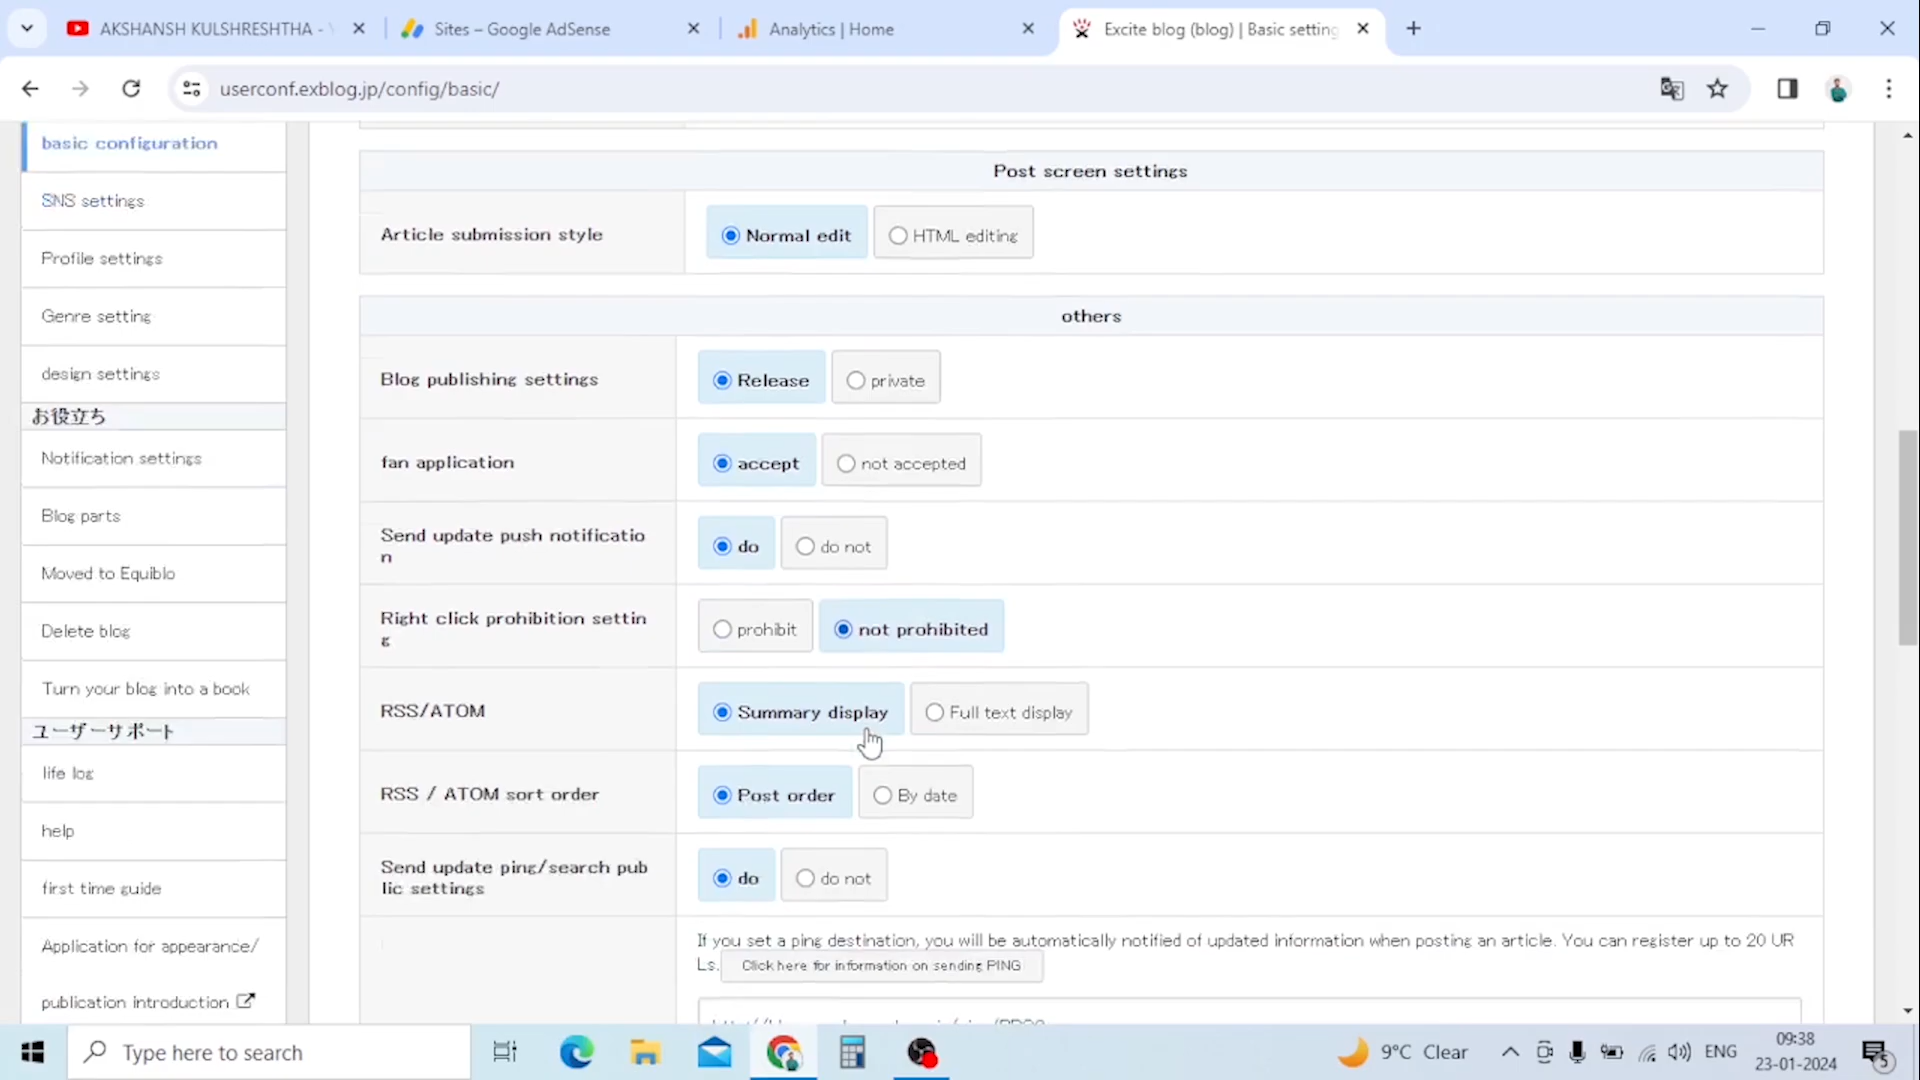 AKSHANSH KULSHRESHTHA -
Sites – Google AdSense
Analytics | Home
Excite blog (blog) | Basic setting
userconf.exblog.jp/config/basic/
basic configuration
SNS settings
Profile settings
Genre setting
design settings
お役立ち
Notification settings
Blog parts
Moved to Equiblo
Delete blog
Turn your blog into a book
ユーザーサポート
life log
help
first time guide
Application for appearance/
publication introduction
Post screen settings
Article submission style
Normal edit
HTML editing
others
Blog publishing settings
Release
private
fan application
accept
not accepted
Send update push notificatio
n
do
do not
Right click prohibition settin
g
prohibit
not prohibited
RSS/ATOM
Summary display
Full text display
RSS / ATOM sort order
Post order
By date
Send update ping/search pub
lic settings
do
do not
If you set a ping destination, you will be automatically notified of updated information when posting an article. You can register up to 20 UR
Ls.
Click here for information on sending PING
Type here to search
9°C Clear
ENG
09:38
23-01-2024
5